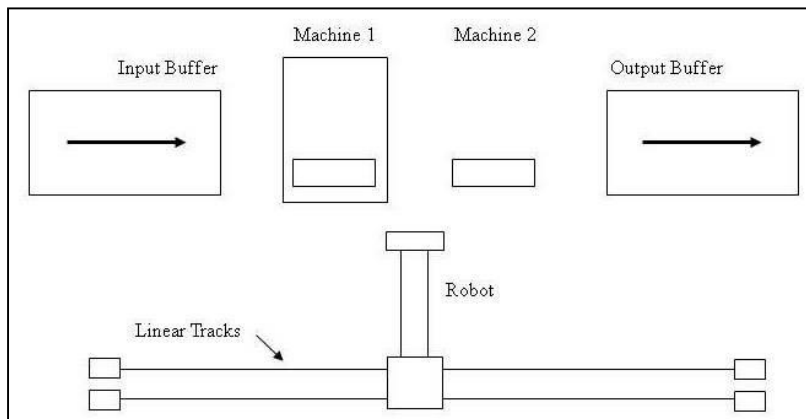 Machine 1
Machine 2
Input Buffer
Output Buffer
Robot
Linear Tracks